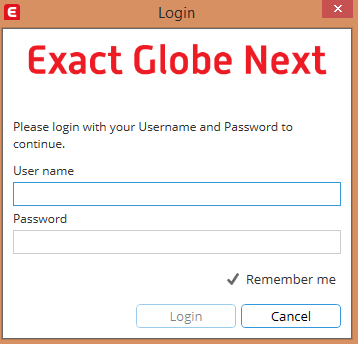 Login
Exact Globe Next
Please login with your Username and Password to
continue.
User name
Password
Remember me
Login
Cancel